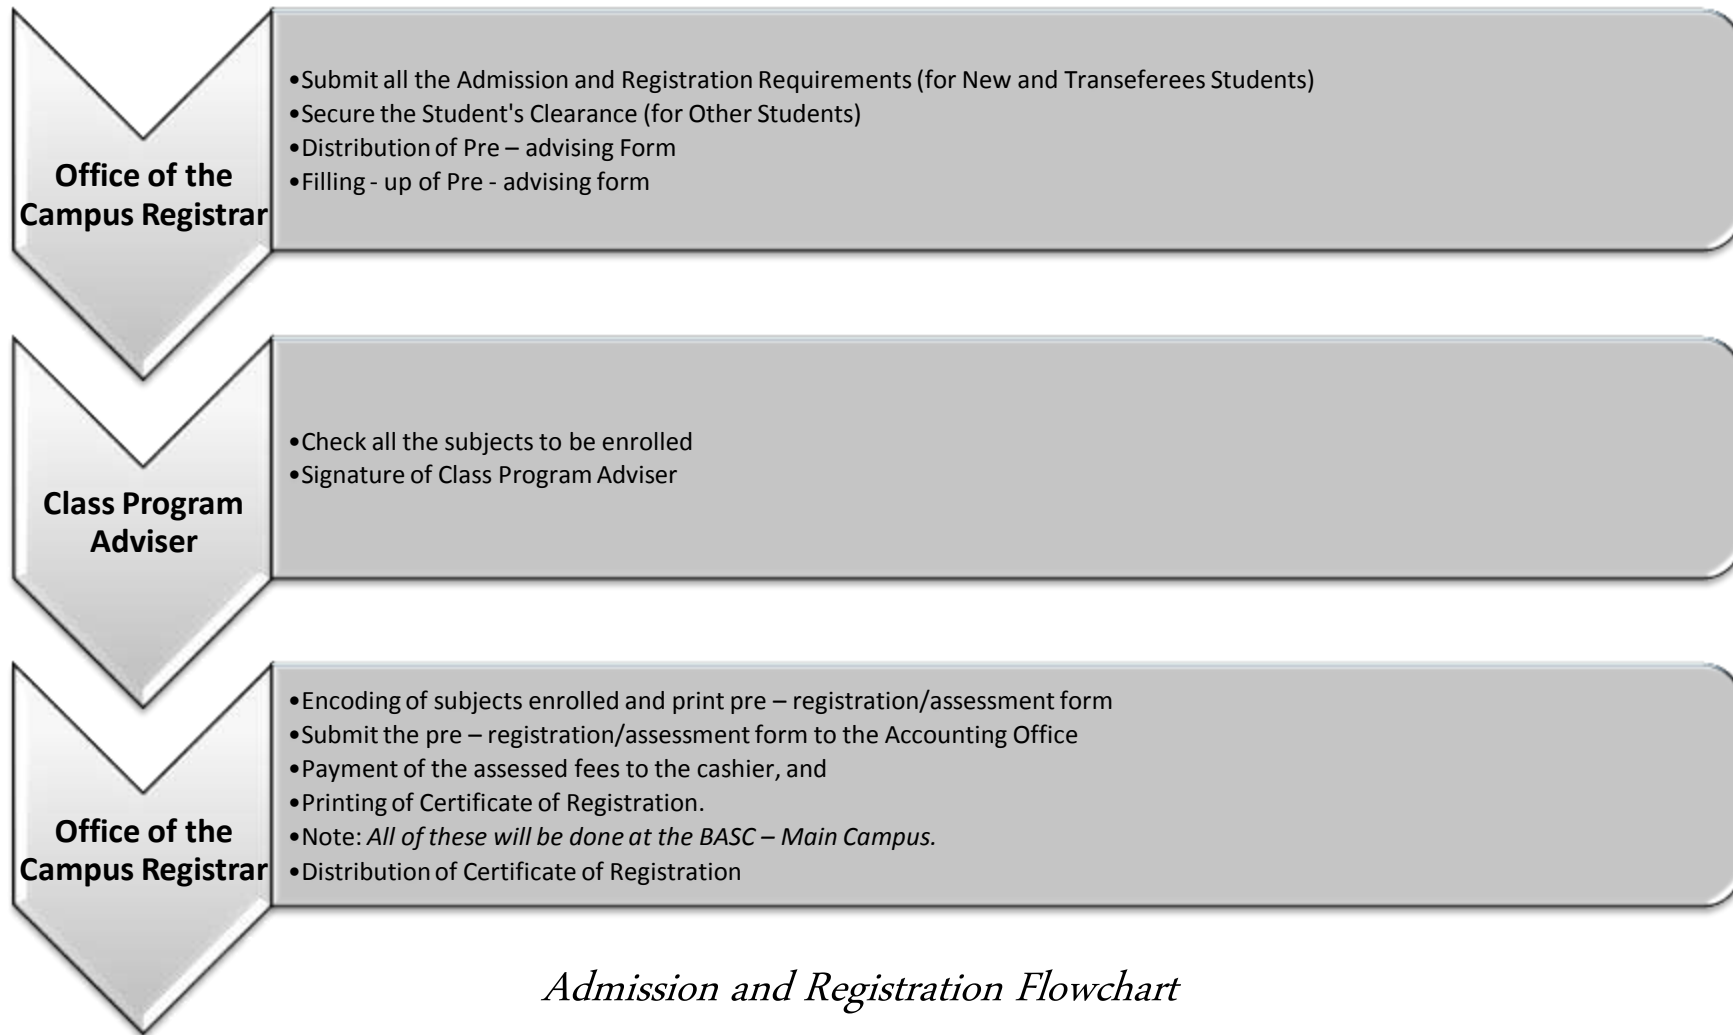 Office of the
Campus Registrar
•Submit all the Admission and Registration Requirements (for New and Transeferees Students)
•Secure the Student's Clearance (for Other Students)
•Distribution of Pre – advising Form
•Filling - up of Pre - advising form
Class Program
Adviser
•Check all the subjects to be enrolled
•Signature of Class Program Adviser
Office of the
Campus Registrar
•Encoding of subjects enrolled and print pre – registration/assessment form
•Submit the pre – registration/assessment form to the Accounting Office
•Payment of the assessed fees to the cashier, and
•Printing of Certificate of Registration.
•Note: All of these will be done at the BASC – Main Campus.
•Distribution of Certificate of Registration
Admission and Registration Flowchart